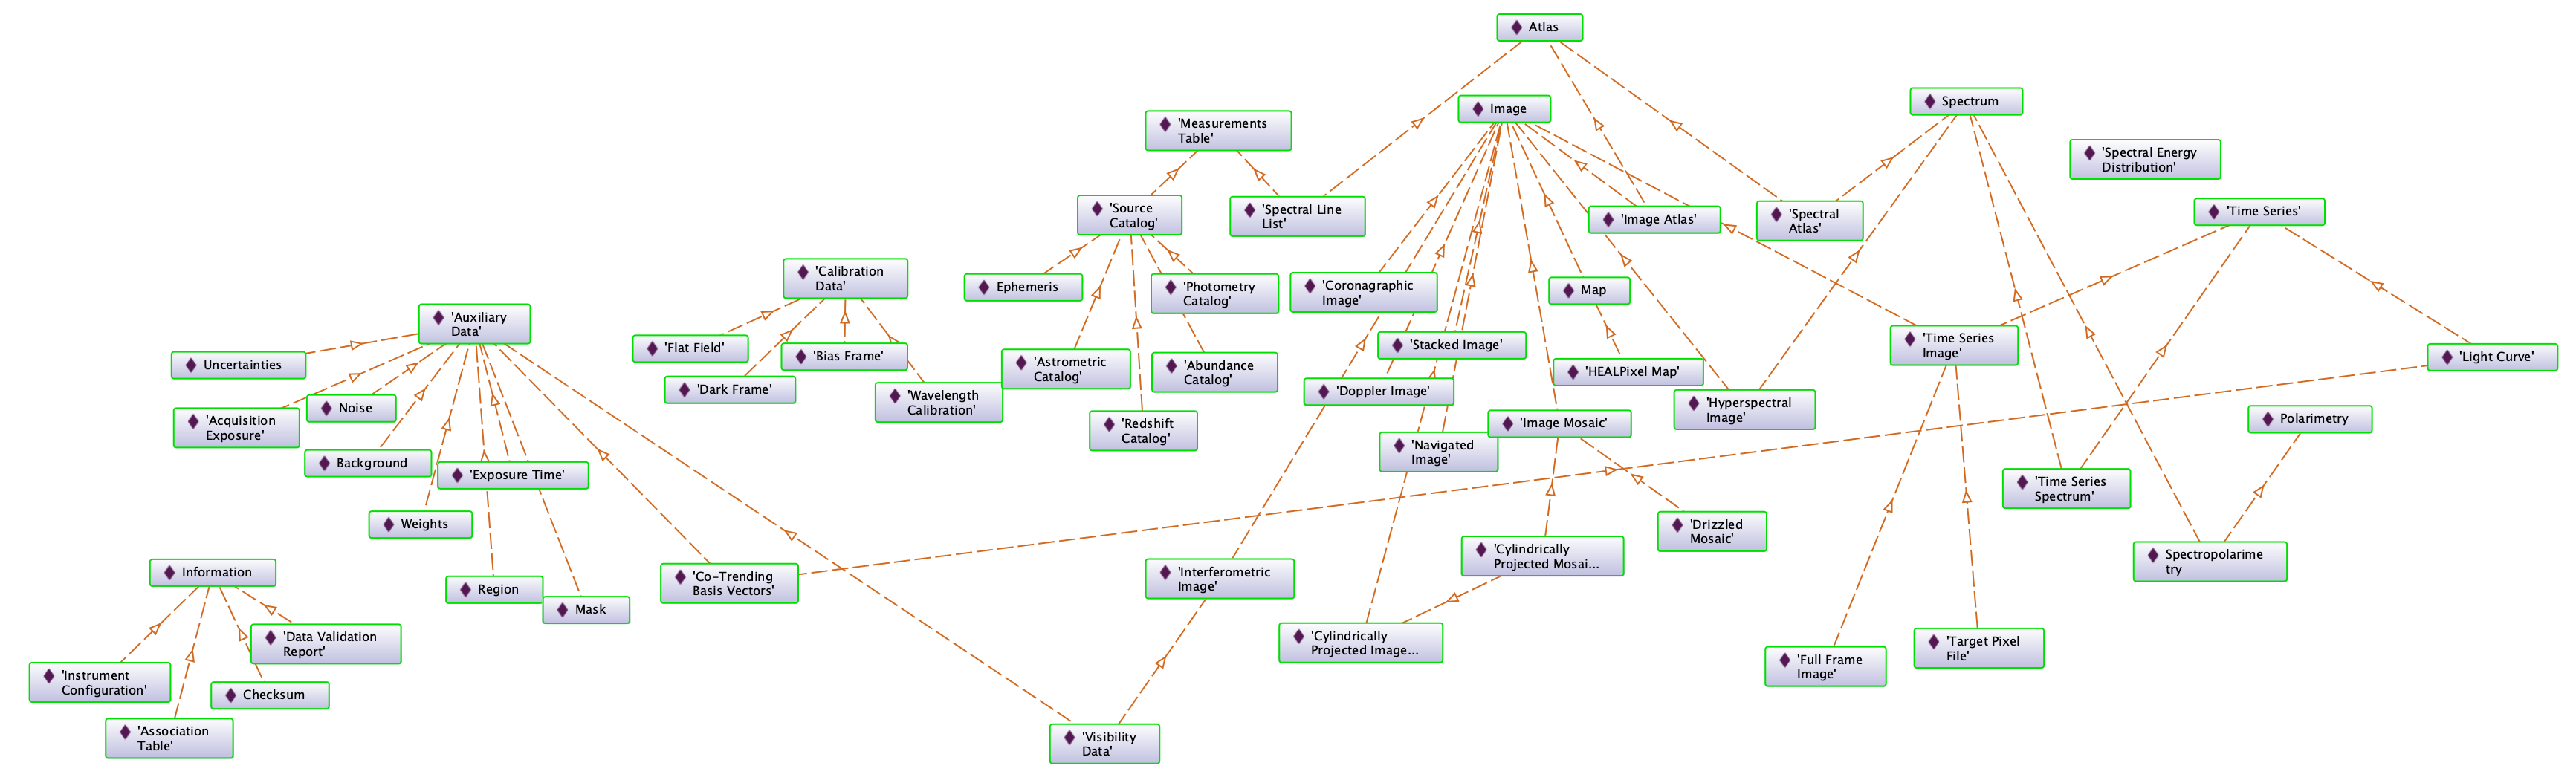 Atlas
Image
Spectrum
'Measurements
Table'
'Spectral Energy
Distribution'
'Source
Catalog'
'Spectral Line
List'
'Image Atlas'
'Spectral
Atlas'
'Time Series'
'Calibration
Data'
Ephemeris
'Photometry
Catalog'
'Coronagraphic
Image'
Map
'Auxiliary
Data'
'Flat Field'
'Bias Frame'
'Stacked Image'
'Time Series
Image'
'Light Curve'
Uncertainties
'Astrometric
Catalog'
'Abundance
Catalog'
'HEALPixel Map'
'Dark Frame'
'Wavelength
Calibration'
'Doppler Image'
'Hyperspectral
Image'
Noise
'Acquisition
Exposure'
'Redshift
Catalog'
'Image Mosaic'
Polarimetry
'Navigated
Image'
Background
'Exposure Time'
'Time Series
Spectrum'
Weights
'Drizzled
Mosaic'
'Cylindrically
Projected Mosai...
Spectropolarime
try
Information
'Co-Trending
Basis Vectors'
'Interferometric
Image'
Region
Mask
'Data Validation
Report'
'Cylindrically
Projected Image...
'Target Pixel
File'
'Full Frame
Image'
'Instrument
Configuration'
Checksum
'Association
Table'
'Visibility
Data'